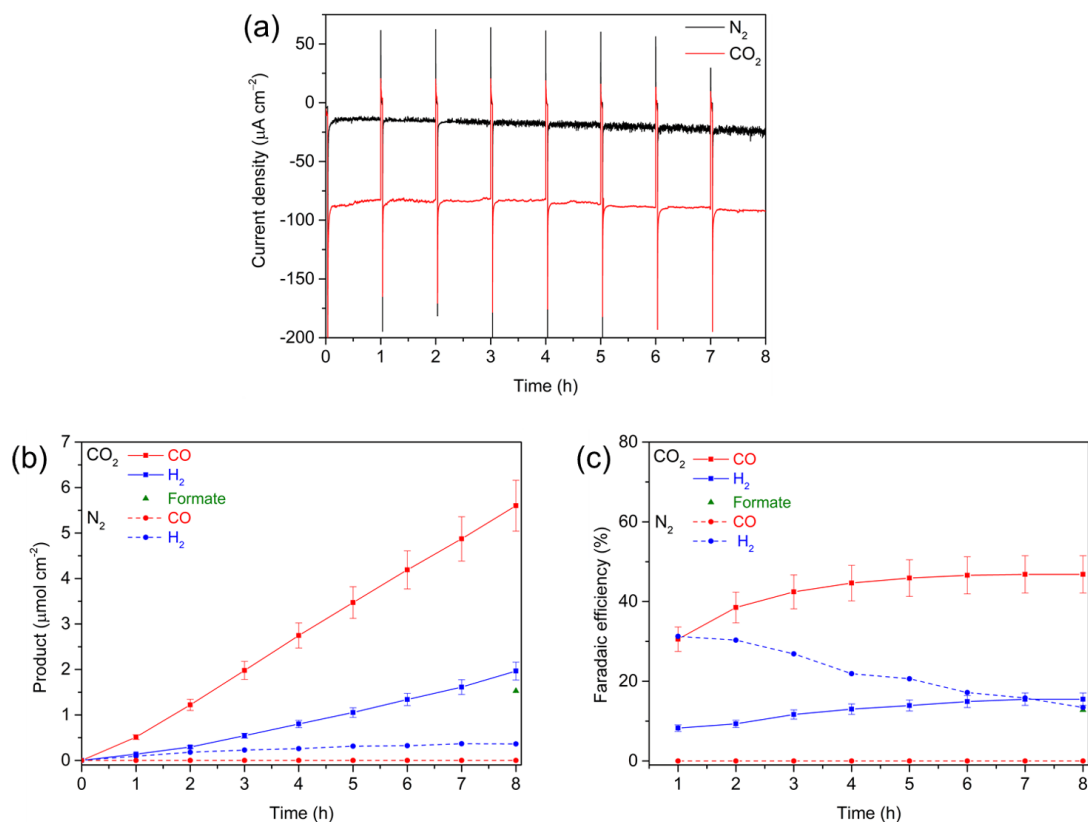 (a)
N₂
CO₂
Current density (μA cm⁻²)
50
0
-50
-100
-150
-200
0 1 2 3 4 5 6 7 8
Time (h)
(b)
CO₂
CO
H₂
Formate
N₂
CO
H₂
Product (μmol cm⁻²)
7
6
5
4
3
2
1
0
0 1 2 3 4 5 6 7 8
Time (h)
(c)
CO₂
CO
H₂
Formate
N₂
CO
H₂
Faradaic efficiency (%)
80
60
40
20
0
1 2 3 4 5 6 7 8
Time (h)